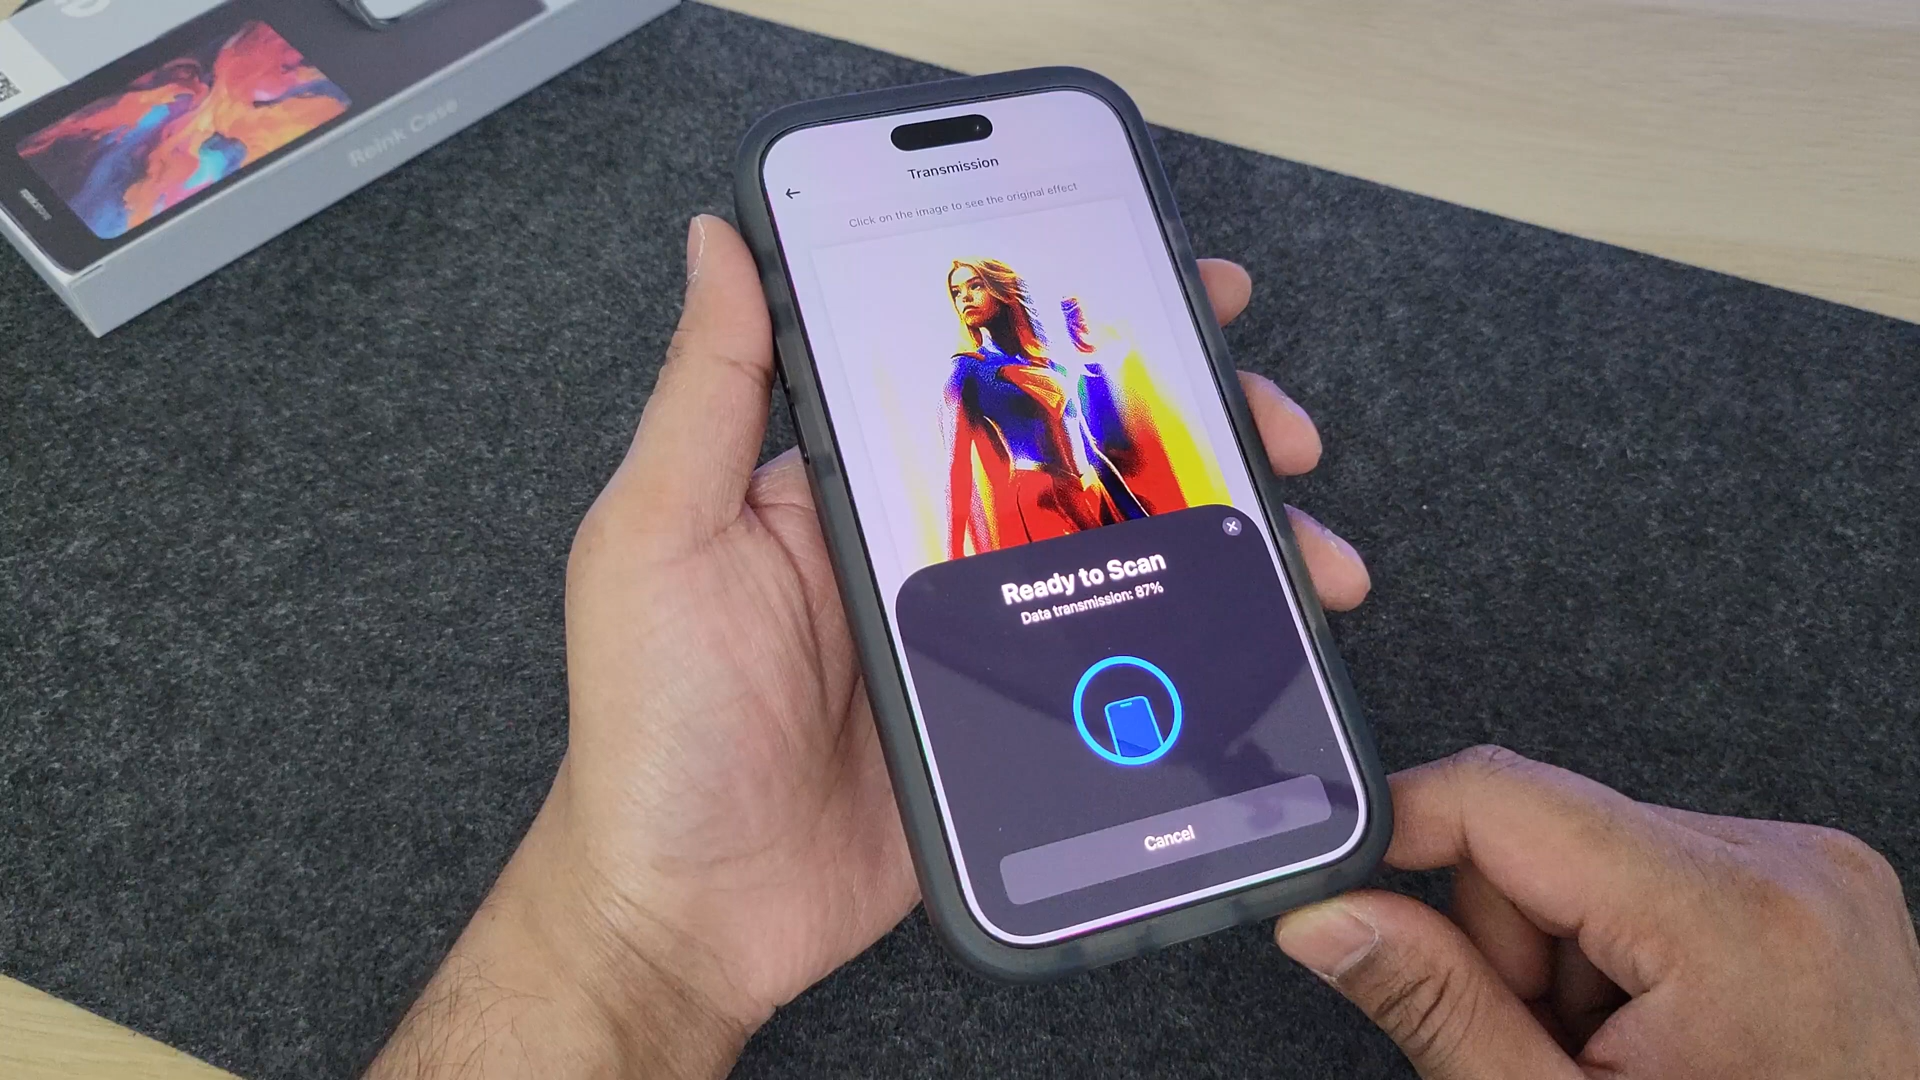 Reink Case
Transmission
Click on the image to see the original effect
Ready to Scan
Data transmission: 87%
Cancel